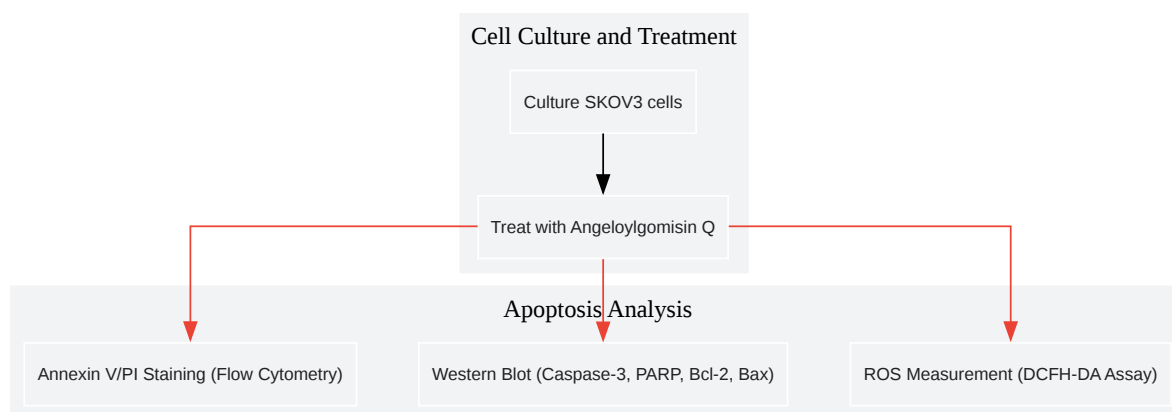 Cell Culture and Treatment
Culture SKOV3 cells
Treat with Angeloylgomisin Q
Apoptosis Analysis
Annexin V/PI Staining (Flow Cytometry)
Western Blot (Caspase-3, PARP, Bcl-2, Bax)
ROS Measurement (DCFH-DA Assay)